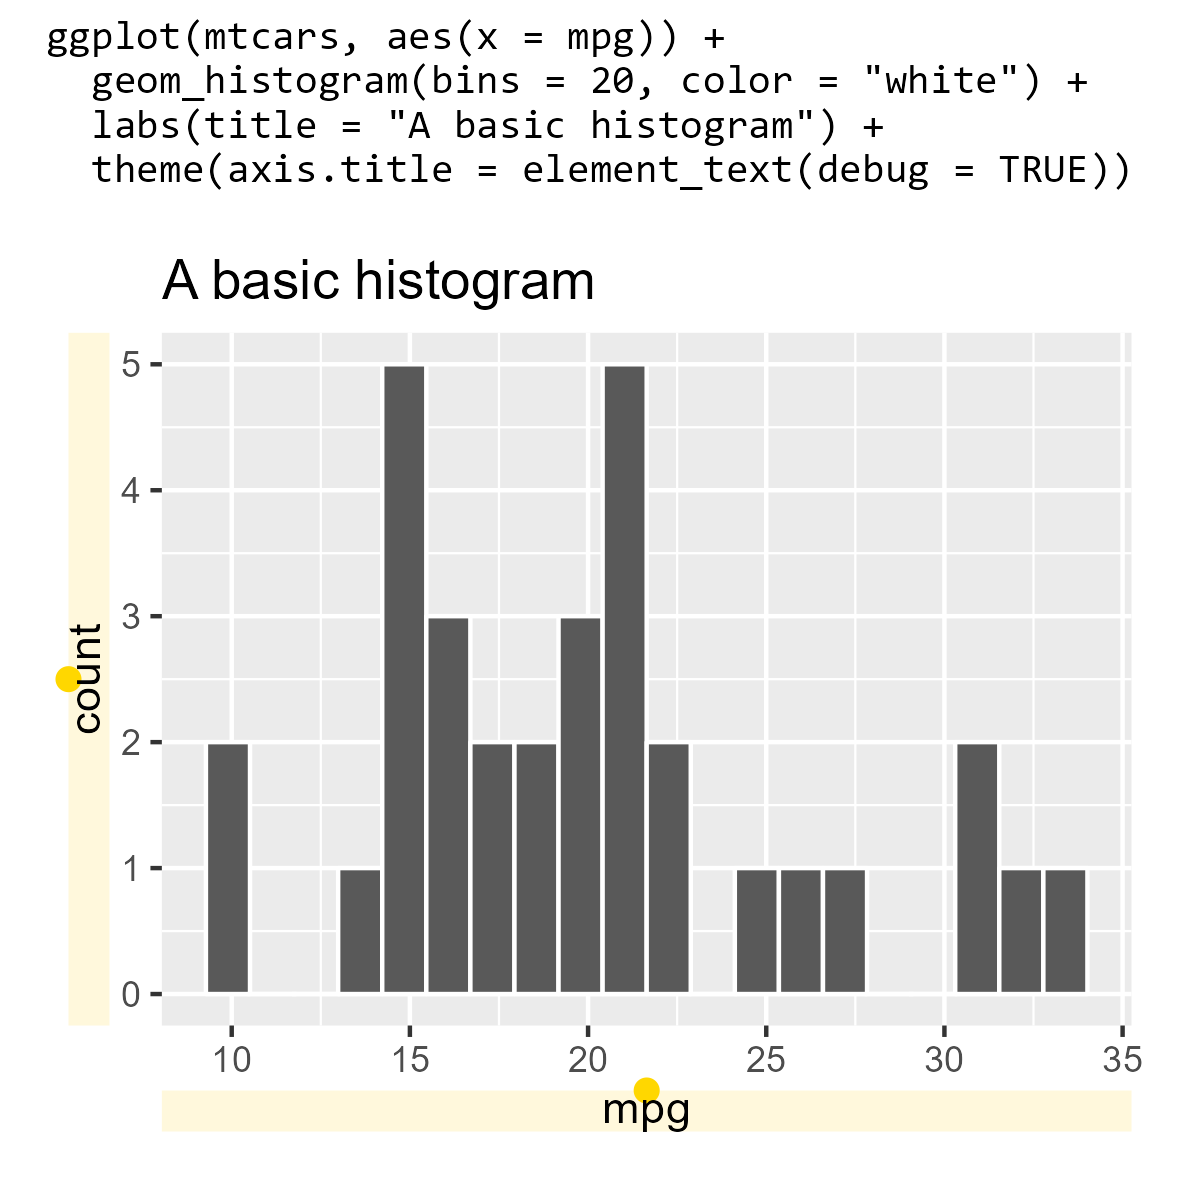 ggplot(mtcars, aes(x = mpg)) +
  geom_histogram(bins = 20, color = "white") +
  labs(title = "A basic histogram") +
  theme(axis.title = element_text(debug = TRUE))
A basic histogram
5
4
3
2
1
0
count
10 15 20 25 30 35
mpg